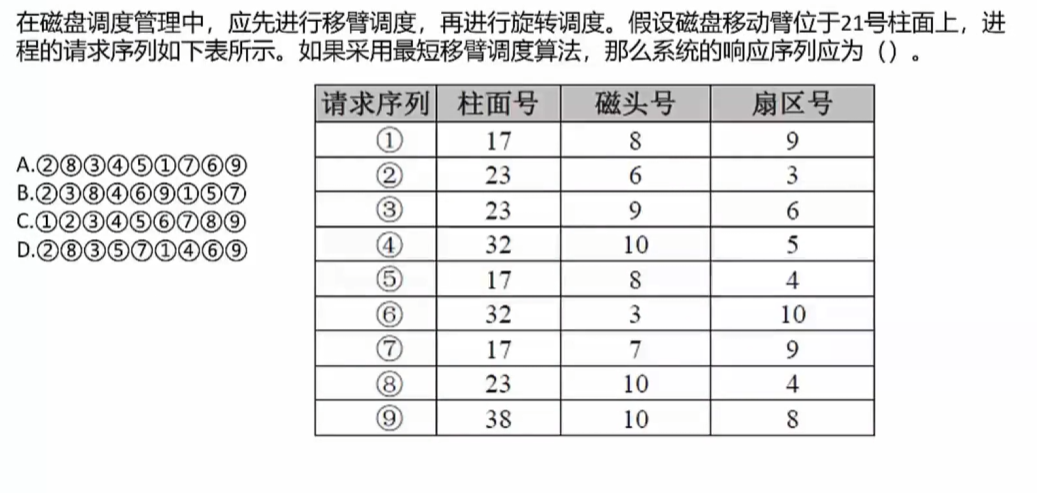 在磁盘调度管理中，应先进行移臂调度，再进行旋转调度。假设磁盘移动臂位于21号柱面上，进
程的请求序列如下表所示。如果采用最短移臂调度算法，那么系统的响应序列应为（）。
A.②⑧③④⑤①⑦⑥⑨
B.②③⑧④⑥⑨①⑤⑦
C.①②③④⑤⑥⑦⑧⑨
D.②⑧③⑤⑦①④⑥⑨
请求序列 柱面号 磁头号 扇区号
① 17 8 9
② 23 6 3
③ 23 9 6
④ 32 10 5
⑤ 17 8 4
⑥ 32 3 10
⑦ 17 7 9
⑧ 23 10 4
⑨ 38 10 8